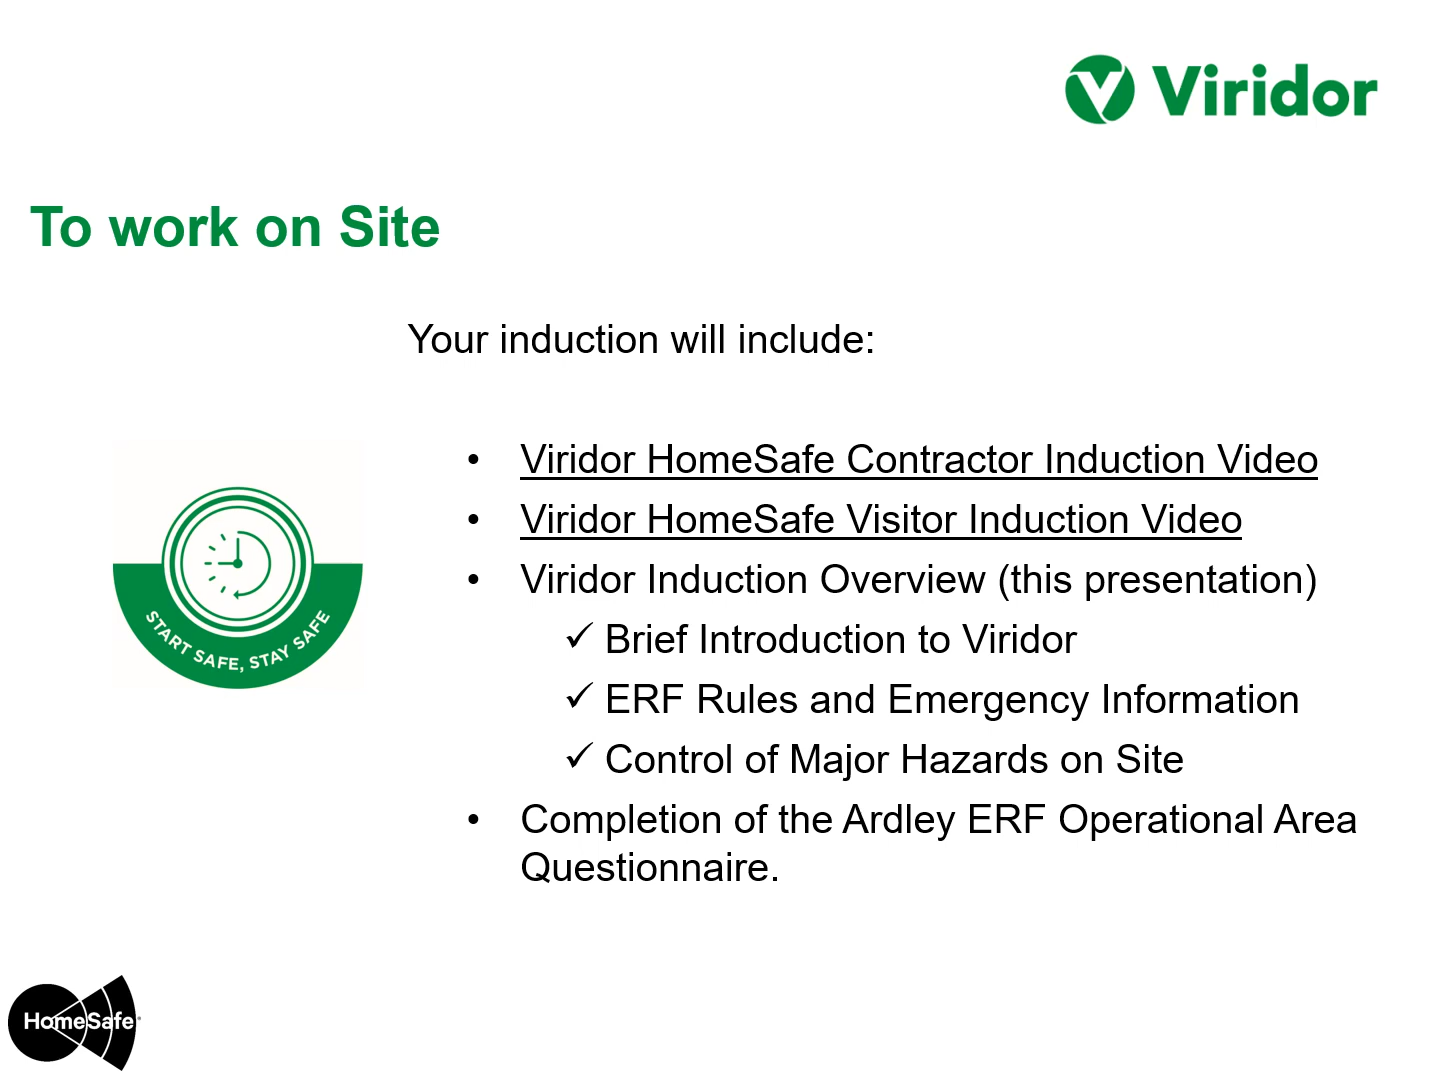 Viridor
To work on Site
Your induction will include:
• Viridor HomeSafe Contractor Induction Video
• Viridor HomeSafe Visitor Induction Video
• Viridor Induction Overview (this presentation)
✓ Brief Introduction to Viridor
✓ ERF Rules and Emergency Information
✓ Control of Major Hazards on Site
• Completion of the Ardley ERF Operational Area
Questionnaire.
START SAFE, STAY SAFE
HomeSafe